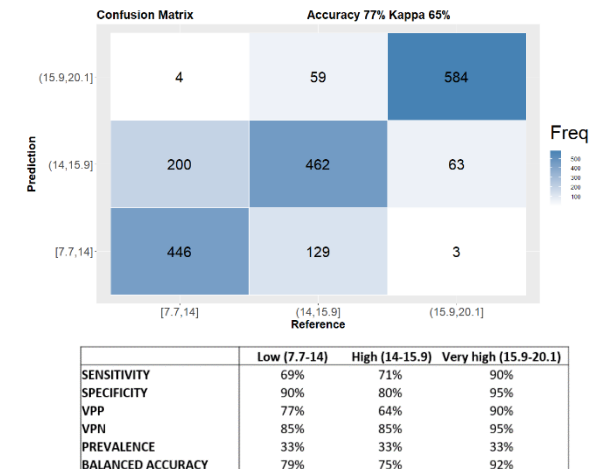 Confusion Matrix Accuracy 77% Kappa 65%
(15.9,20.1] 4 59 584
Freq
Prediction
(14,15.9] 200 462 63
500
400
300
200
100
[7.7,14] 446 129 3
[7.7,14] (14,15.9] (15.9,20.1]
Reference
Low (7.7-14) High (14-15.9) Very high (15.9-20.1)
SENSITIVITY 69% 71% 90%
SPECIFICITY 90% 80% 95%
VPP 77% 64% 90%
VPN 85% 85% 95%
PREVALENCE 33% 33% 33%
BALANCED ACCURACY 79% 75% 92%